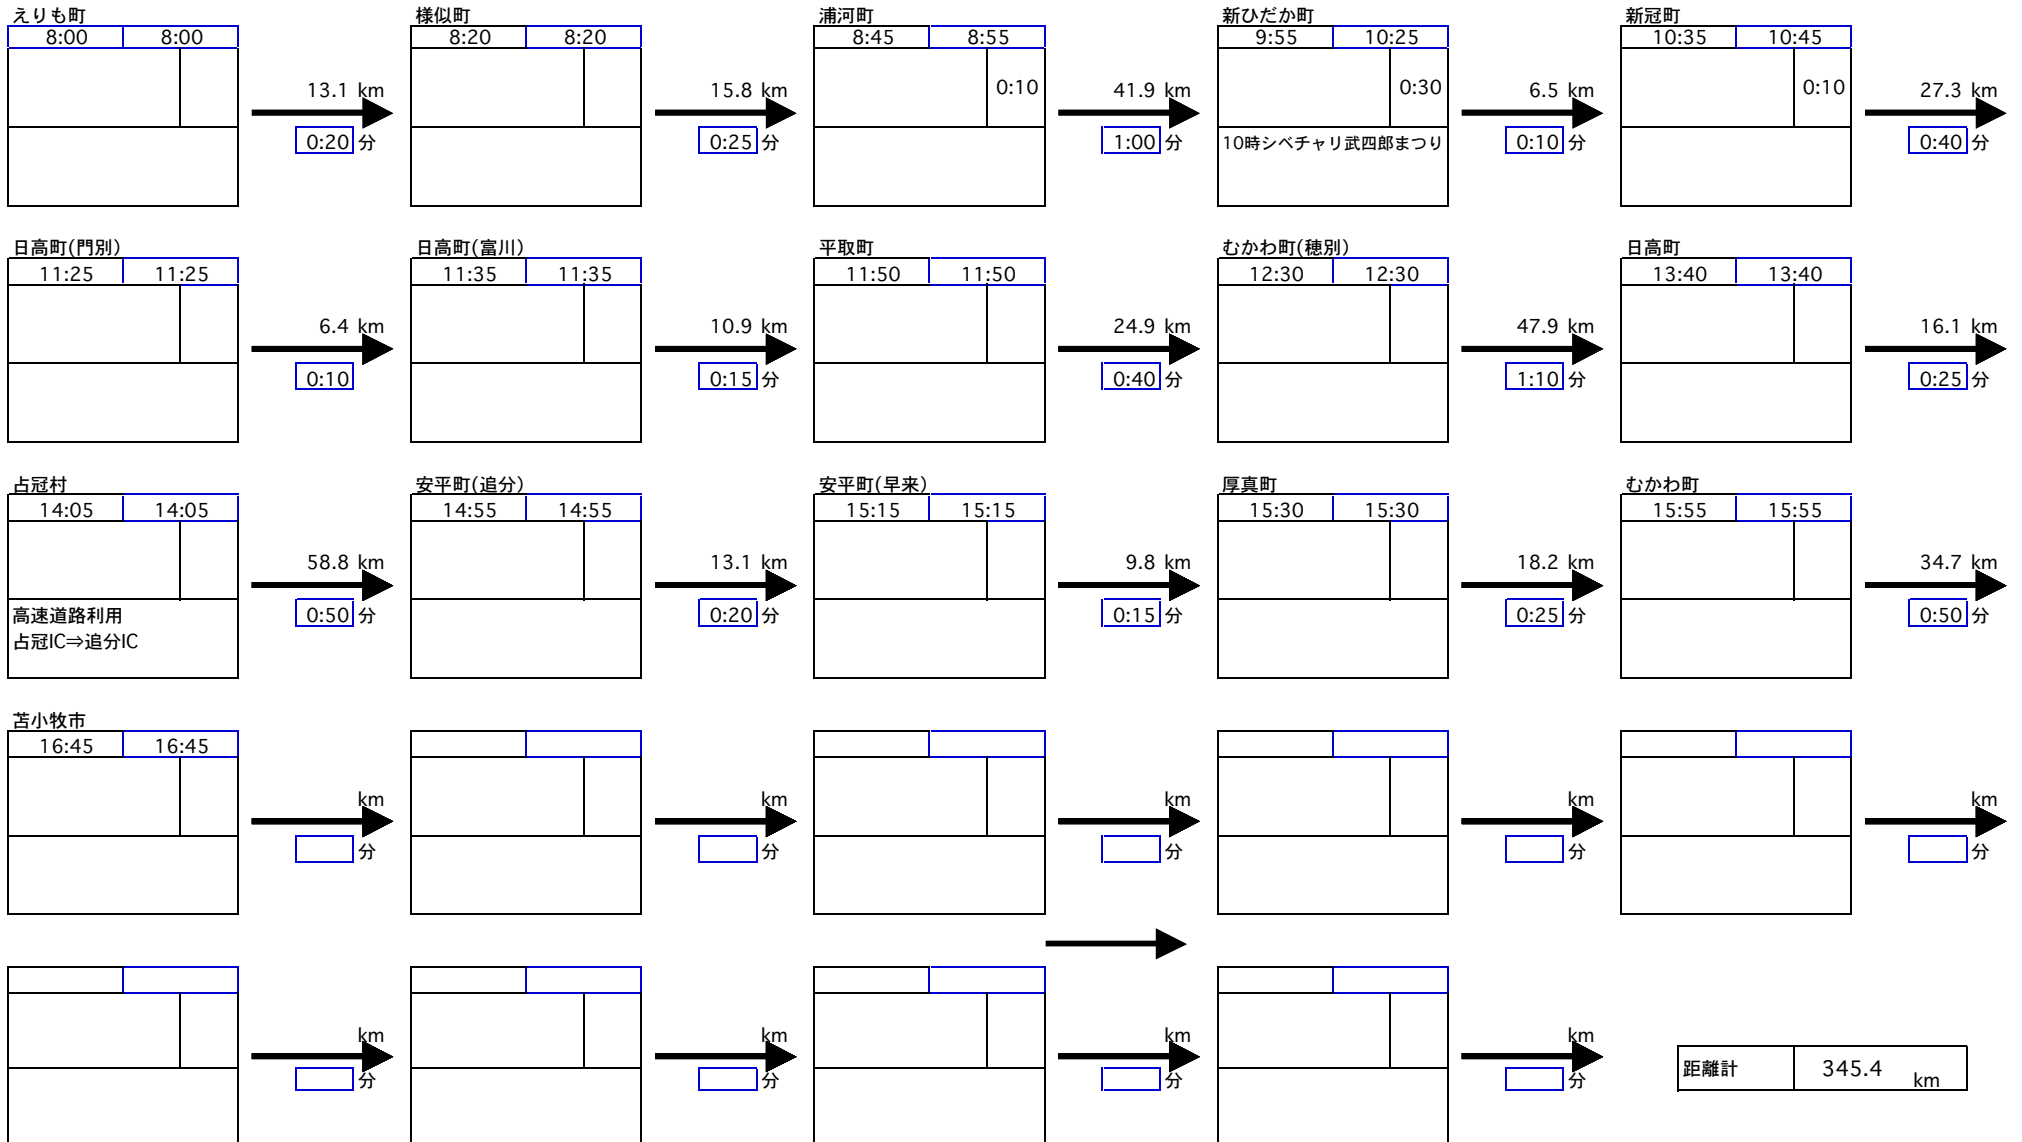 えりも町 様似町 浦河町 新ひだか町 新冠町
8:00 8:00 8:20 8:20 8:45 8:55 9:55 10:25 10:35 10:45
0:10 0:30 0:10
13.1 km 15.8 km 41.9 km 6.5 km 27.3 km
0:20 分 0:25 分 1:00 分 10時シベチャリ武四郎まつり 0:10 分 0:40 分
日高町(門別) 日高町(富川) 平取町 むかわ町(穂別) 日高町
11:25 11:25 11:35 11:35 11:50 11:50 12:30 12:30 13:40 13:40
6.4 km 10.9 km 24.9 km 47.9 km 16.1 km
0:10 0:15 分 0:40 分 1:10 分 0:25 分
占冠村 安平町(追分) 安平町(早来) 厚真町 むかわ町
14:05 14:05 14:55 14:55 15:15 15:15 15:30 15:30 15:55 15:55
58.8 km 13.1 km 9.8 km 18.2 km 34.7 km
高速道路利用 0:50 分 0:20 分 0:15 分 0:25 分 0:50 分
占冠IC⇒追分IC
苫小牧市
16:45 16:45
km km km km km
分 分 分 分 分
km km km km
分 分 分 分
距離計 345.4 km